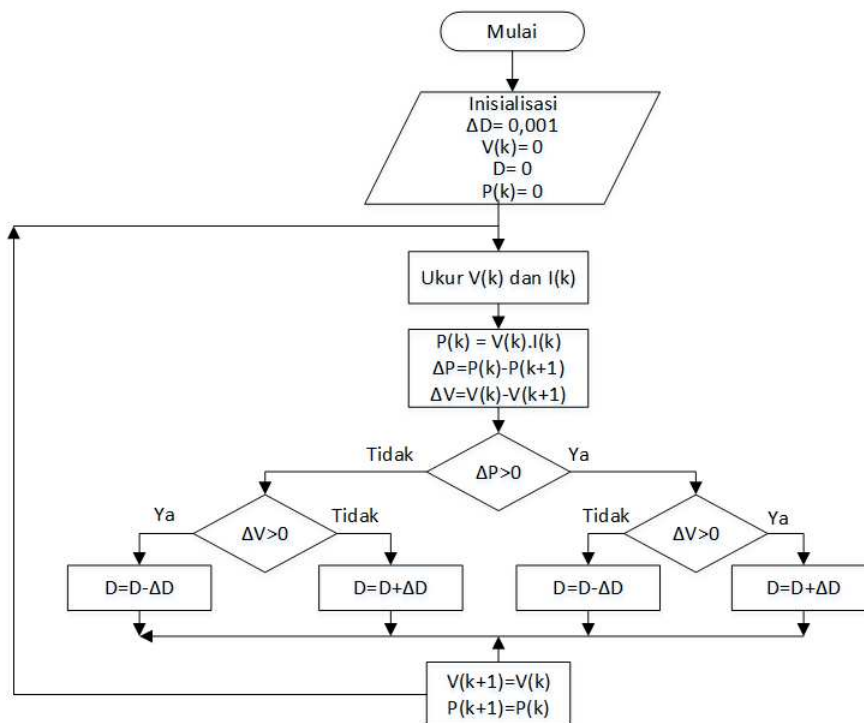 Mulai
Inisialisasi
ΔD= 0,001
V(k)= 0
D= 0
P(k)= 0
Ukur V(k) dan I(k)
P(k) = V(k).I(k)
ΔP=P(k)-P(k+1)
ΔV=V(k)-V(k+1)
Tidak
ΔP>0
Ya
Ya
ΔV>0
Tidak
Tidak
ΔV>0
Ya
D=D-ΔD
D=D+ΔD
D=D-ΔD
D=D+ΔD
V(k+1)=V(k)
P(k+1)=P(k)